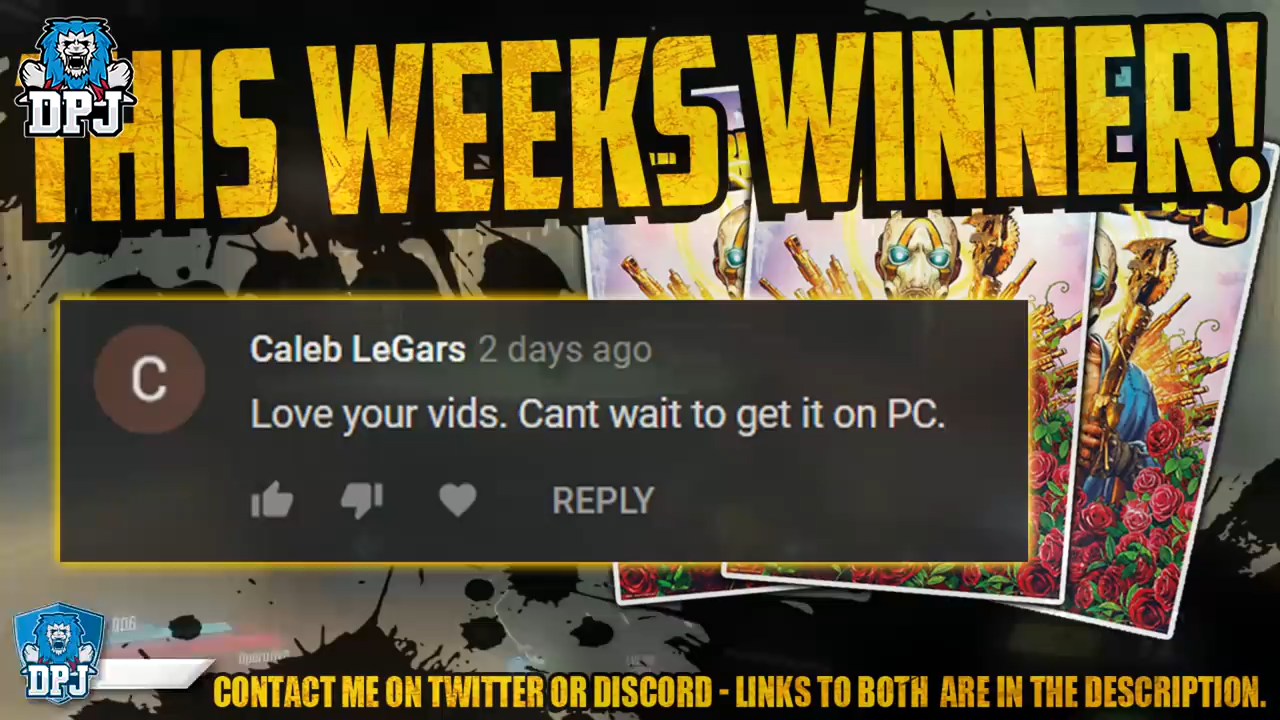 THIS WEEKS WINNER!
DPJ
Caleb LeGars 2 days ago
C
Love your vids. Cant wait to get it on PC.
REPLY
DPJ
CONTACT ME ON TWITTER OR DISCORD - LINKS TO BOTH ARE IN THE DESCRIPTION.